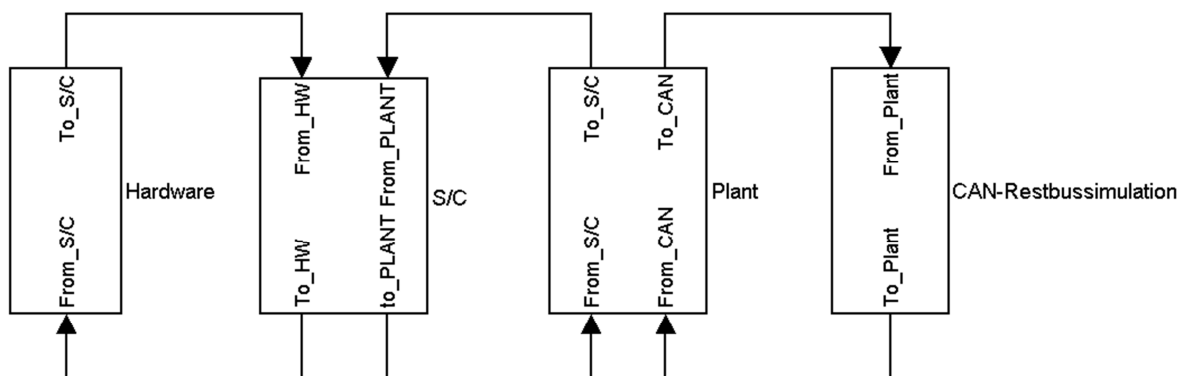 To_S/C
From_S/C
Hardware
From_HW
From_PLANT
To_HW
to_PLANT
S/C
To_S/C
To_CAN
From_S/C
From_CAN
Plant
From_Plant
To_Plant
CAN-Restbussimulation